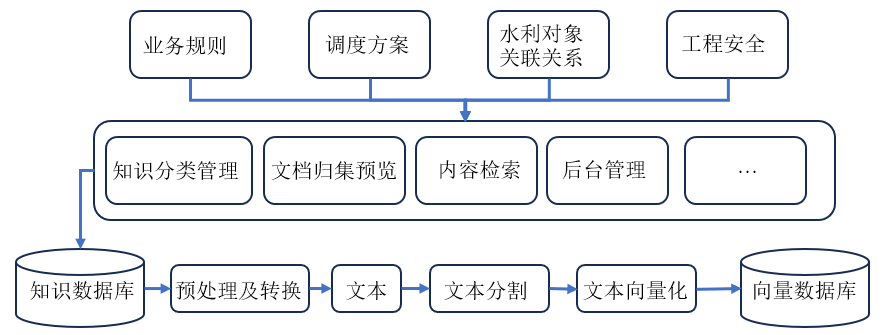 业务规则
调度方案
水利对象
关联关系
工程安全
知识分类管理
文档归集预览
内容检索
后台管理
...
知识数据库
预处理及转换
文本
文本分割
文本向量化
向量数据库